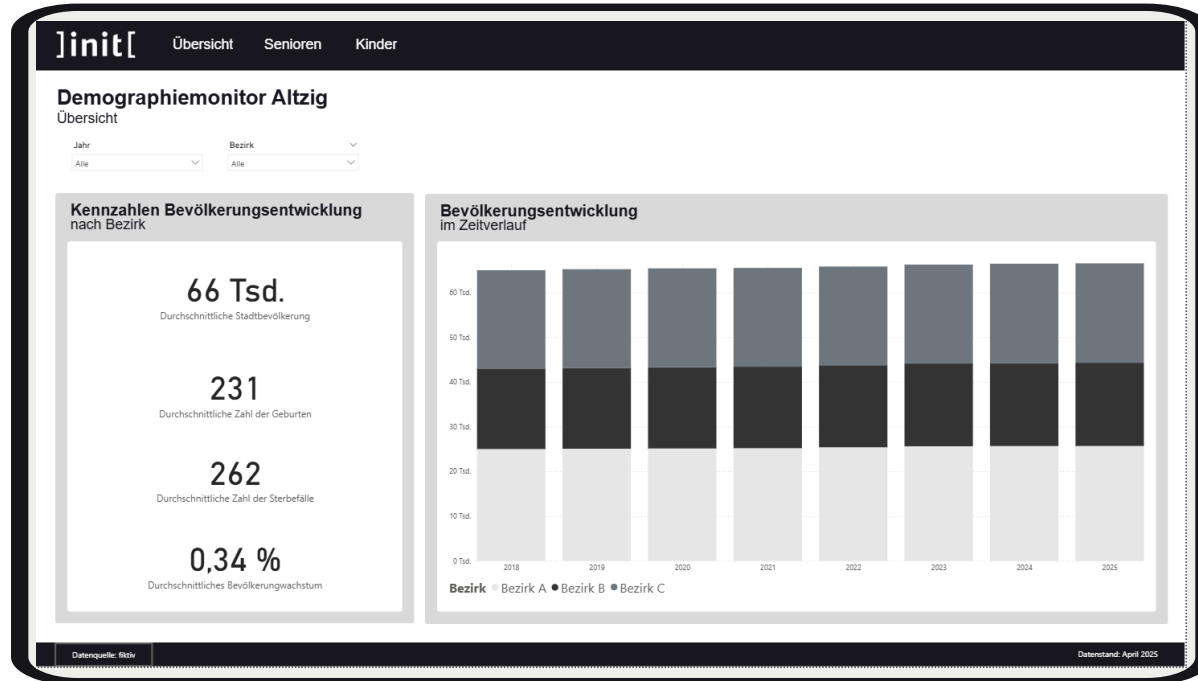 ]init[ Übersicht Senioren Kinder
Demographiemonitor Altzig
Übersicht
Jahr
Alle
Bezirk
Alle
Kennzahlen Bevölkerungsentwicklung
nach Bezirk
66 Tsd.
Durchschnittliche Stadtbevölkerung
231
Durchschnittliche Zahl der Geburten
262
Durchschnittliche Zahl der Sterbefälle
0,34 %
Durchschnittliches Bevölkerungwachstum
Bevölkerungsentwicklung
im Zeitverlauf
60 Tsd.
50 Tsd.
40 Tsd.
30 Tsd.
20 Tsd.
10 Tsd.
0 Tsd.
2018 2019 2020 2021 2022 2023 2024 2025
Bezirk Bezirk A Bezirk B Bezirk C
Datenquelle: fiktiv
Datenstand: April 2025